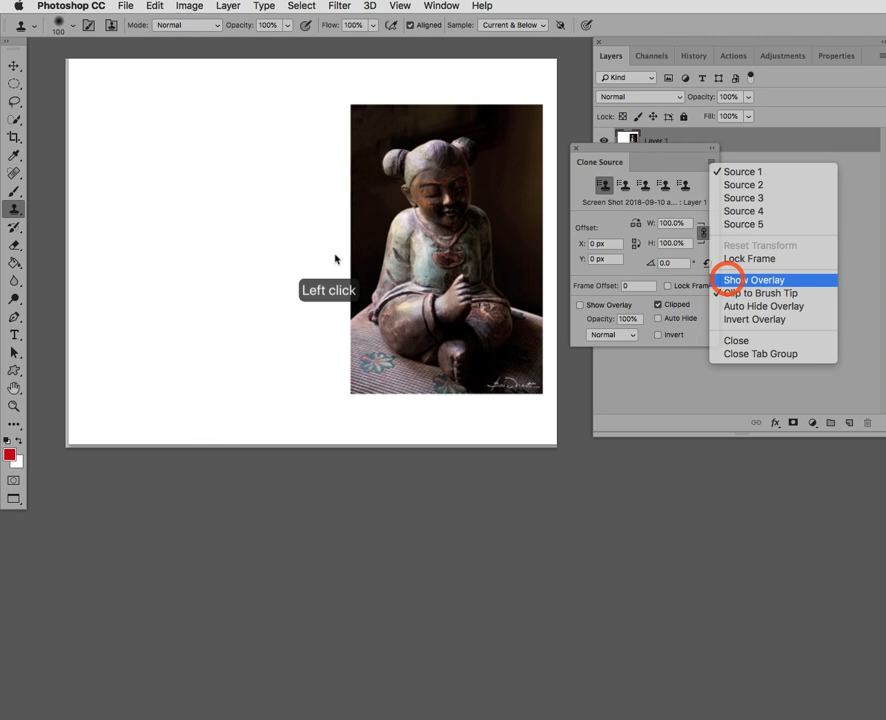 Photoshop CC File Edit Image Layer Type Select Filter 3D View Window Help
100 Mode: Normal Opacity: 100% Flow: 100% Aligned Sample: Current & Below
Layers Channels History Actions Adjustments Properties
Kind
Normal Opacity: 100%
Lock: Fill: 100%
Layer 1
Clone Source
Screen Shot 2018-09-10 a... : Layer 1
Offset: W: 100.0%
X: 0 px H: 100.0%
Y: 0 px 0.0 °
Frame Offset: 0 Lock Frame
Show Overlay Clipped
Opacity: 100% Auto Hide
Normal Invert
Source 1
Source 2
Source 3
Source 4
Source 5
Reset Transform
Lock Frame
Show Overlay
Clip to Brush Tip
Auto Hide Overlay
Invert Overlay
Close
Close Tab Group
Left click
T
fx